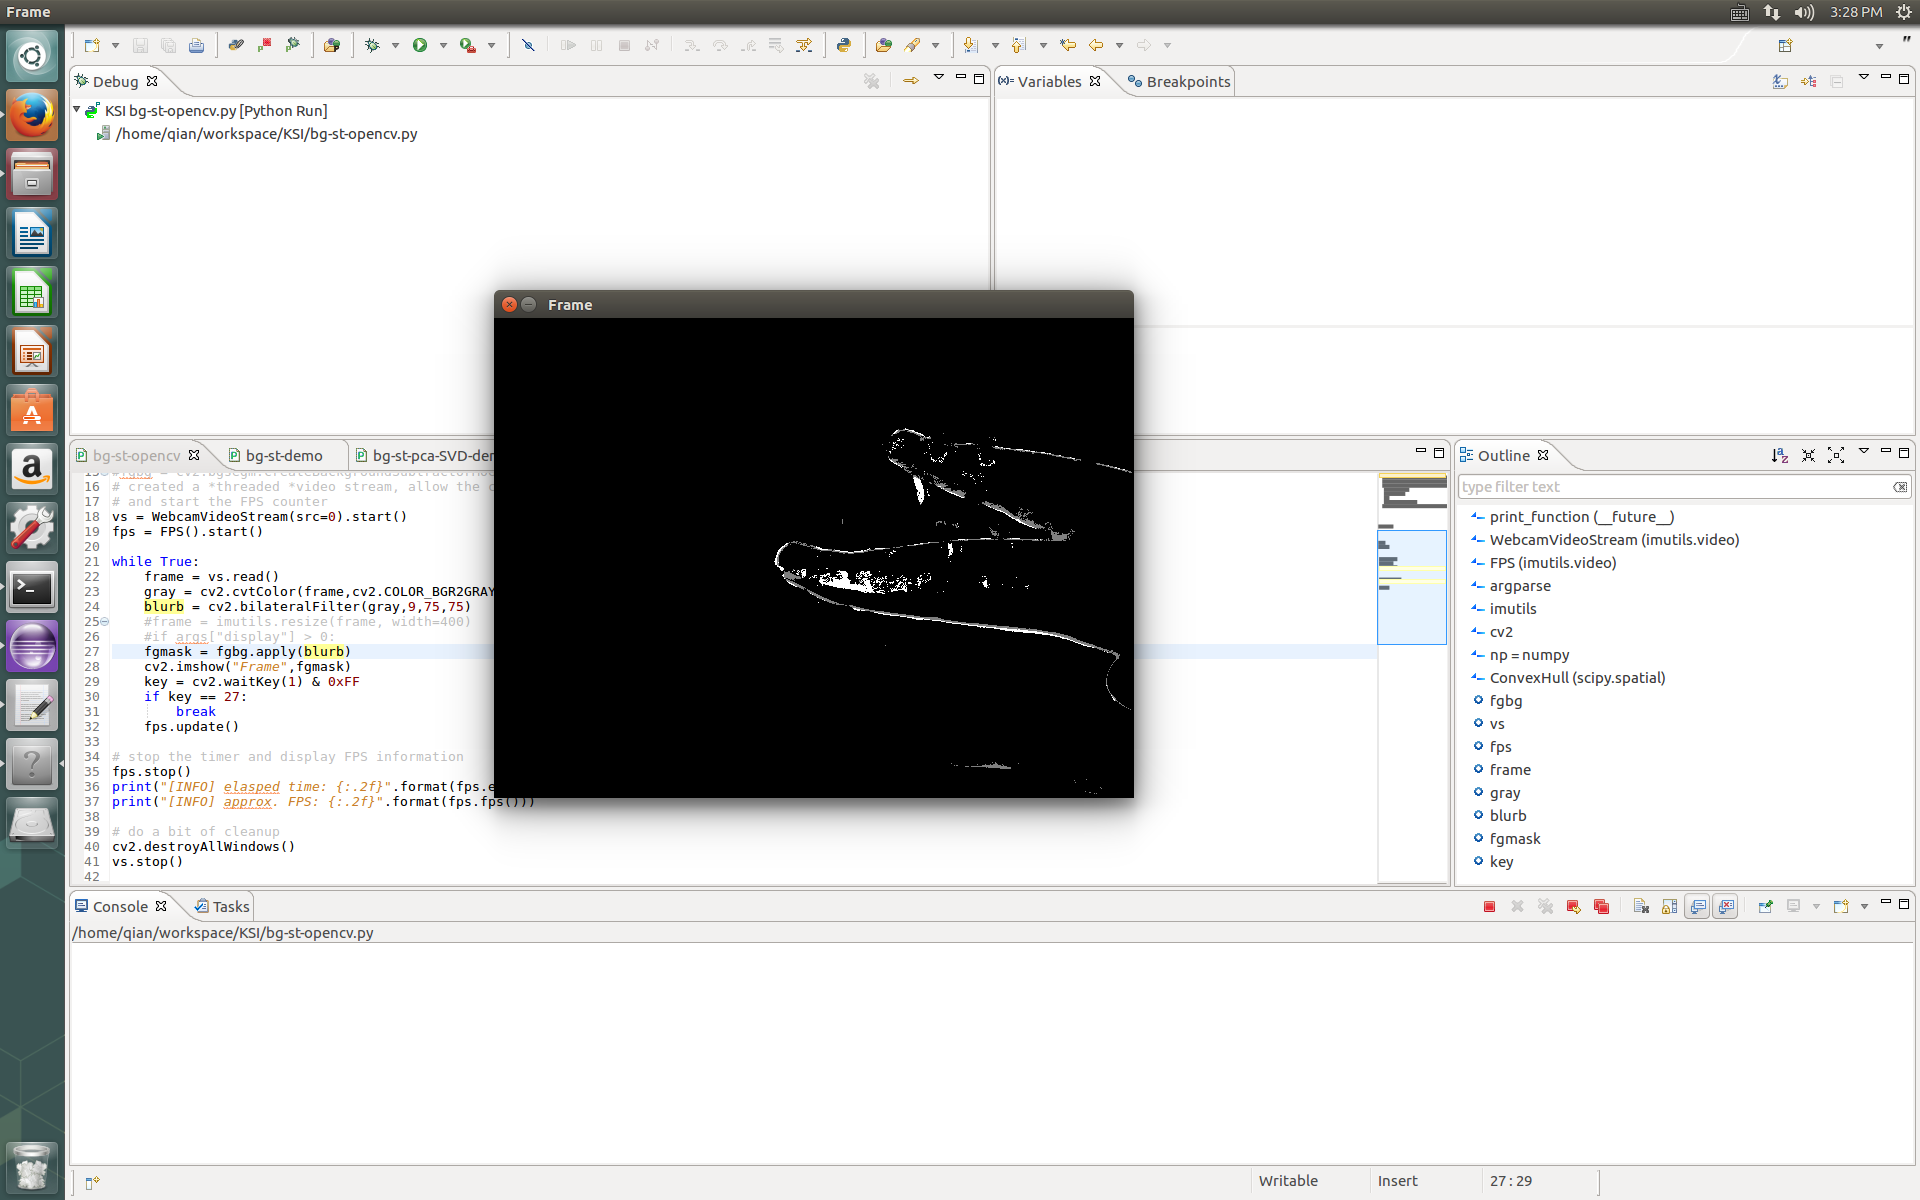 Frame
3:28 PM
Debug
Variables
Breakpoints
KSI bg-st-opencv.py [Python Run]
/home/qian/workspace/KSI/bg-st-opencv.py
Frame
bg-st-opencv
bg-st-demo
bg-st-pca-SVD-der
16 # created a *threaded *video stream, allow the c
17 # and start the FPS counter
18 vs = WebcamVideoStream(src=0).start()
19 fps = FPS().start()
20
21 while True:
22 frame = vs.read()
23 gray = cv2.cvtColor(frame,cv2.COLOR_BGR2GRAY
24 blurb = cv2.bilateralFilter(gray,9,75,75)
25 #frame = imutils.resize(frame, width=400)
26 #if args["display"] > 0:
27 fgmask = fgbg.apply(blurb)
28 cv2.imshow("Frame",fgmask)
29 key = cv2.waitKey(1) & 0xFF
30 if key == 27:
31 break
32 fps.update()
33
34 # stop the timer and display FPS information
35 fps.stop()
36 print("[INFO] elasped time: {:.2f}".format(fps.e
37 print("[INFO] approx. FPS: {:.2f}".format(fps.fps()))
38
39 # do a bit of cleanup
40 cv2.destroyAllWindows()
41 vs.stop()
42
Outline
type filter text
print_function (__future__)
WebcamVideoStream (imutils.video)
FPS (imutils.video)
argparse
imutils
cv2
np = numpy
ConvexHull (scipy.spatial)
fgbg
vs
fps
frame
gray
blurb
fgmask
key
Console
Tasks
/home/qian/workspace/KSI/bg-st-opencv.py
Writable
Insert
27 : 29